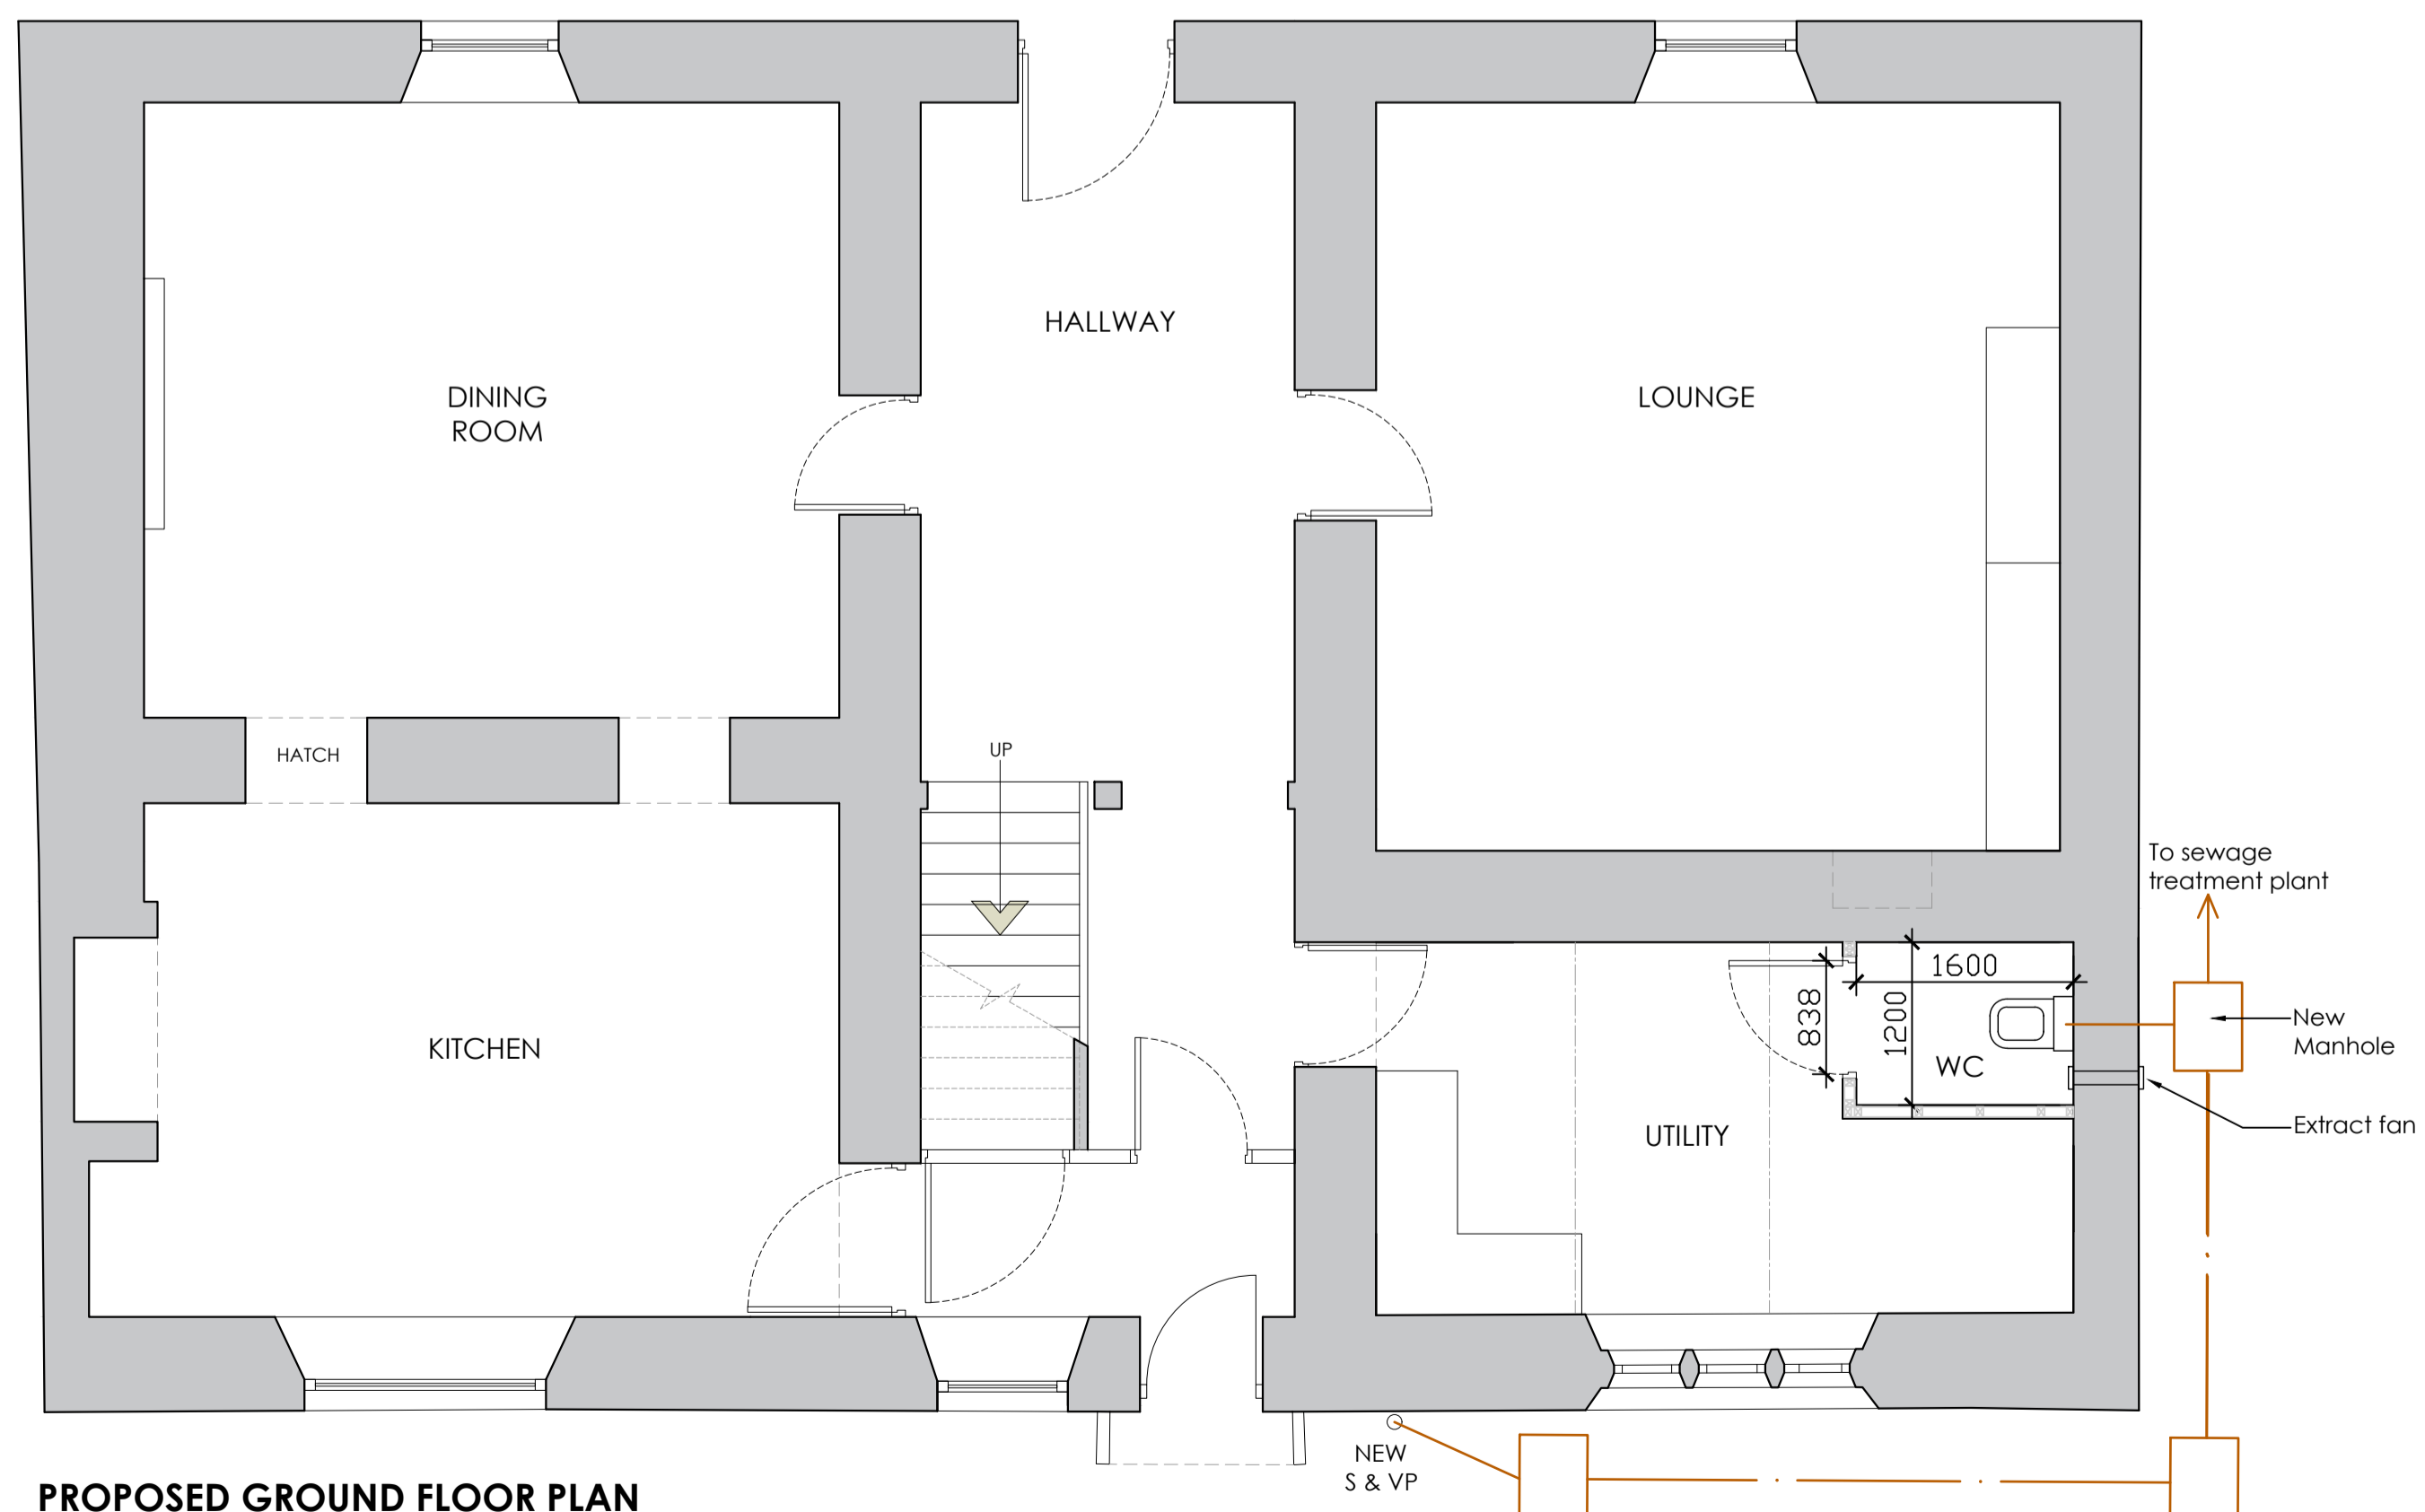 HALLWAY
DINING
ROOM
LOUNGE
HATCH
UP
To sewage
treatment plant
1600
838
1200
New
Manhole
WC
KITCHEN
Extract fan
UTILITY
NEW
S & VP
PROPOSED GROUND FLOOR PLAN